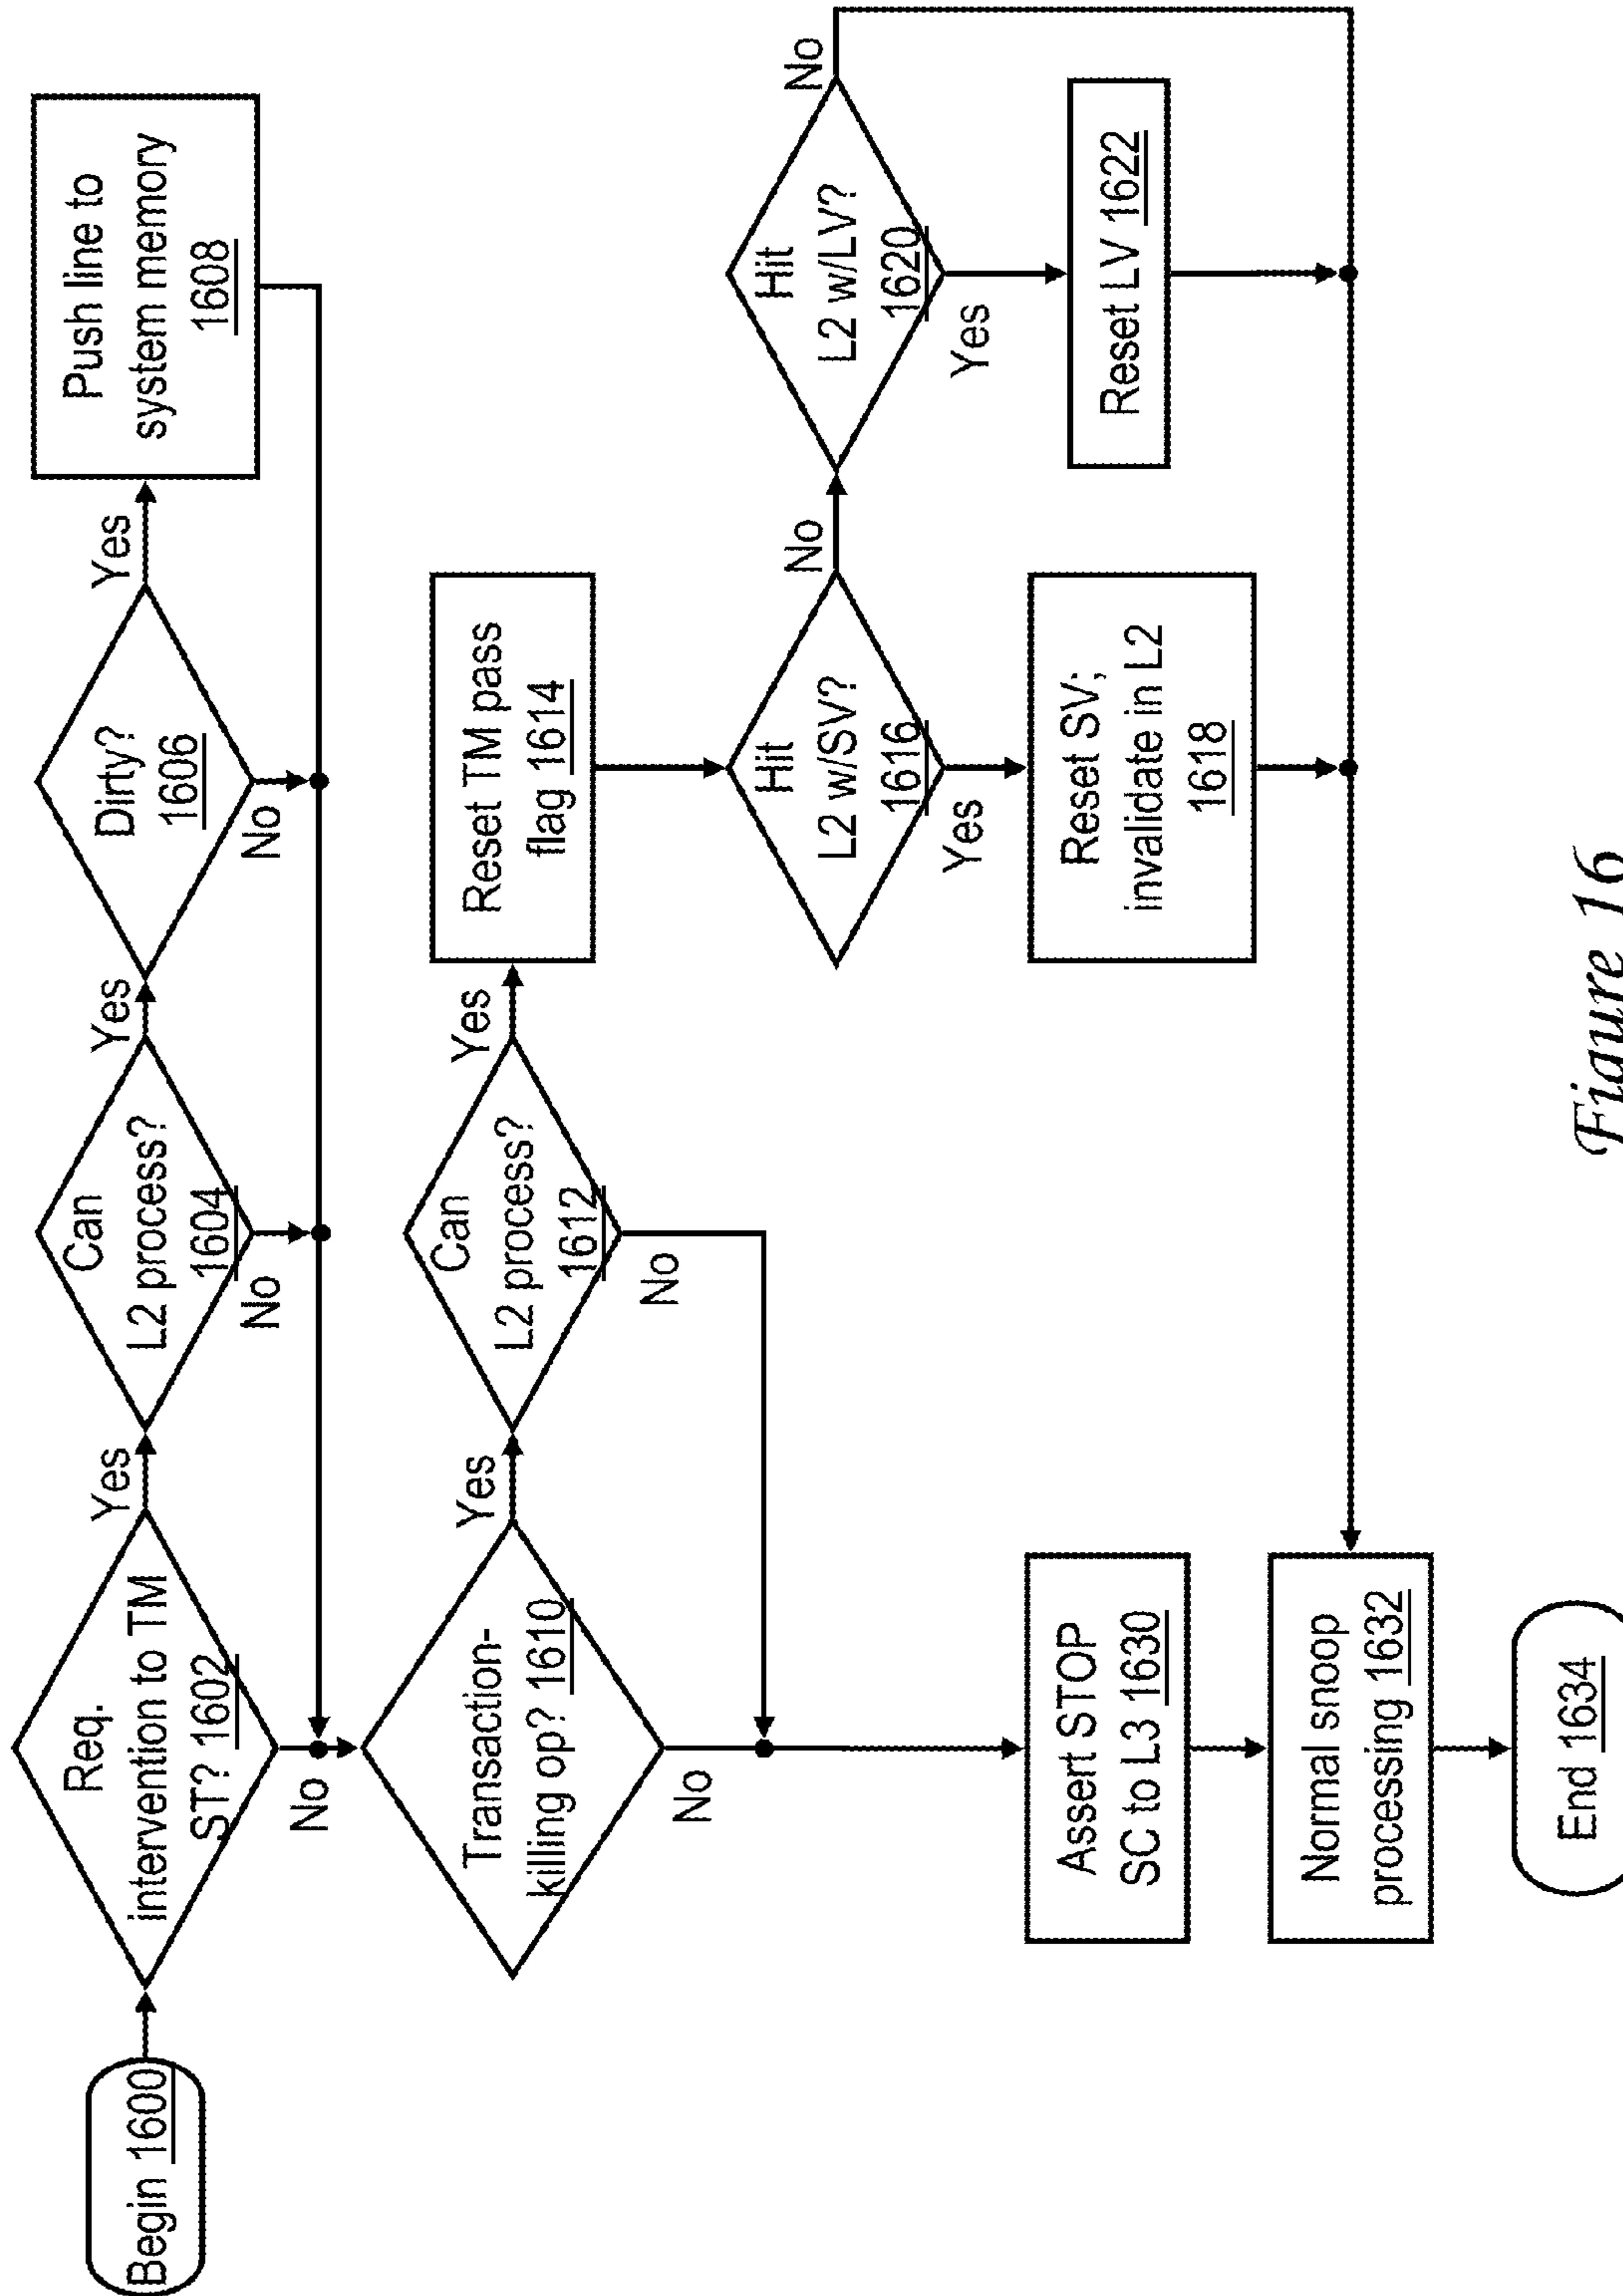 Begin 1600
Req.
intervention to TM
ST? 1602
Yes
No
Can
L2 process?
1604
Yes
No
Dirty?
1606
Yes
No
Push line to
system memory
1608
Transaction-
killing op? 1610
Yes
No
Can
L2 process?
1612
Yes
No
Reset TM pass
flag 1614
Hit
L2 w/SV?
1616
No
Yes
Hit
L2 w/LV?
1620
No
Yes
Reset SV;
invalidate in L2
1618
Reset LV 1622
Assert STOP
SC to L3 1630
Normal snoop
processing 1632
End 1634
Figure 16